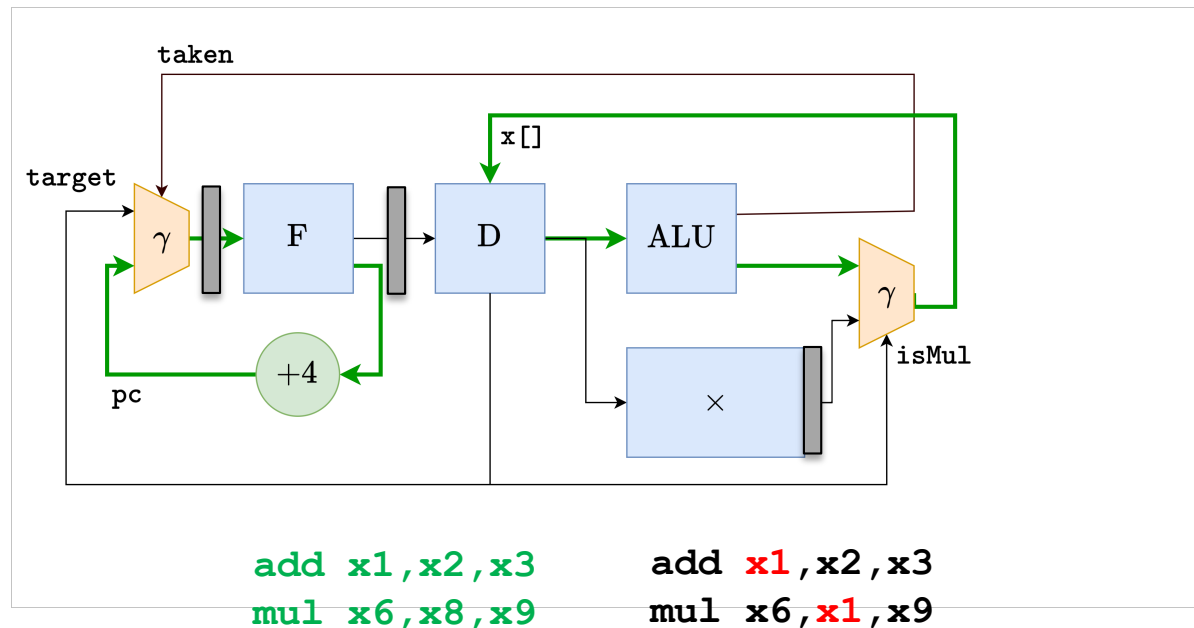 taken
x[]
target
γ
F
D
ALU
γ
isMul
+4
pc
×
add x1,x2,x3
mul x6,x8,x9
add x1,x2,x3
mul x6,x1,x9